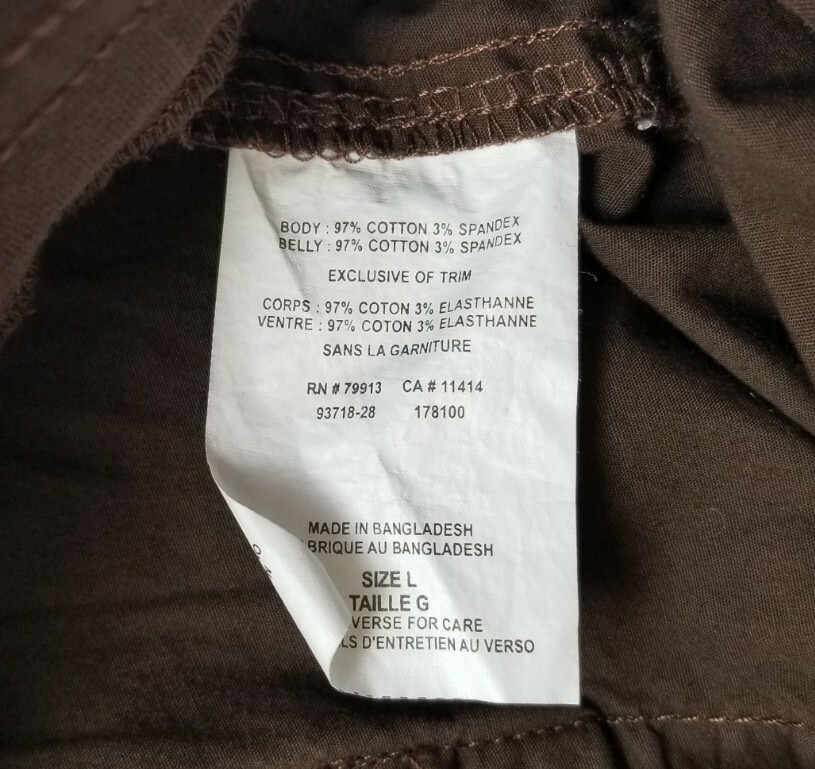 BODY : 97% COTTON 3% SPANDEX
BELLY : 97% COTTON 3% SPANDEX
EXCLUSIVE OF TRIM
CORPS : 97% COTON 3% ELASTHANNE
VENTRE : 97% COTON 3% ELASTHANNE
SANS LA GARNITURE
RN # 79913 CA # 11414
93718-28 178100
MADE IN BANGLADESH
BRIQUE AU BANGLADESH
SIZE L
TAILLE G
VERSE FOR CARE
LS D'ENTRETIEN AU VERSO